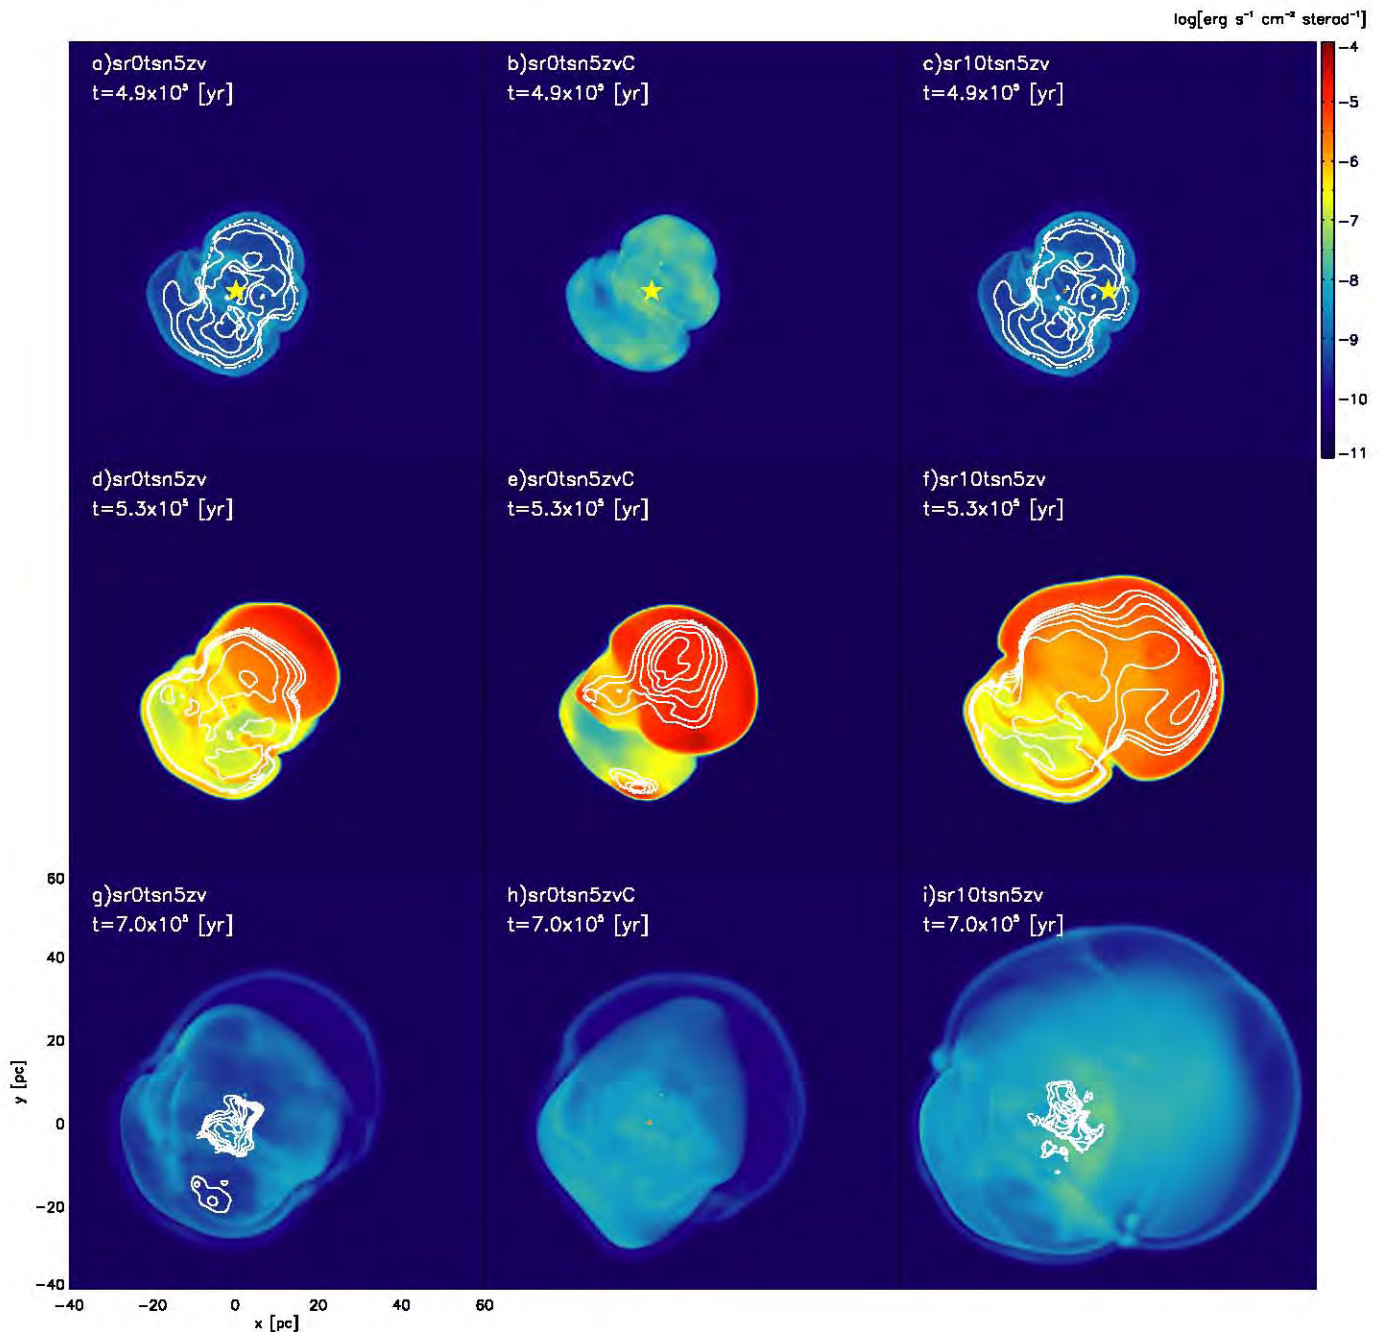 log[erg s⁻¹ cm⁻² sterad⁻¹]
a)sr0tsn5zv
t=4.9x10⁵ [yr]
b)sr0tsn5zvC
t=4.9x10⁵ [yr]
c)sr10tsn5zv
t=4.9x10⁵ [yr]
−4
−5
−6
−7
−8
−9
−10
−11
d)sr0tsn5zv
t=5.3x10⁵ [yr]
e)sr0tsn5zvC
t=5.3x10⁵ [yr]
f)sr10tsn5zv
t=5.3x10⁵ [yr]
g)sr0tsn5zv
t=7.0x10⁵ [yr]
h)sr0tsn5zvC
t=7.0x10⁵ [yr]
i)sr10tsn5zv
t=7.0x10⁵ [yr]
60
40
20
0
−20
−40
y [pc]
−40 −20 0 20 40 60
x [pc]